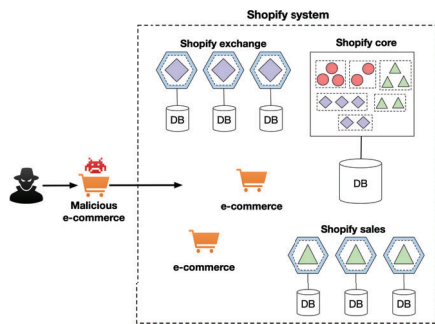 Shopify system
Shopify exchange
Shopify core
DB
DB
DB
DB
Malicious
e-commerce
e-commerce
e-commerce
Shopify sales
DB
DB
DB